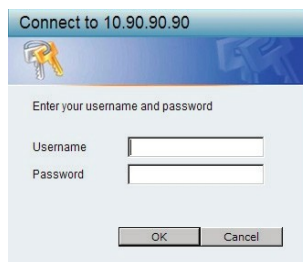 Connect to 10.90.90.90
Enter your username and password
Username
Password
OK Cancel